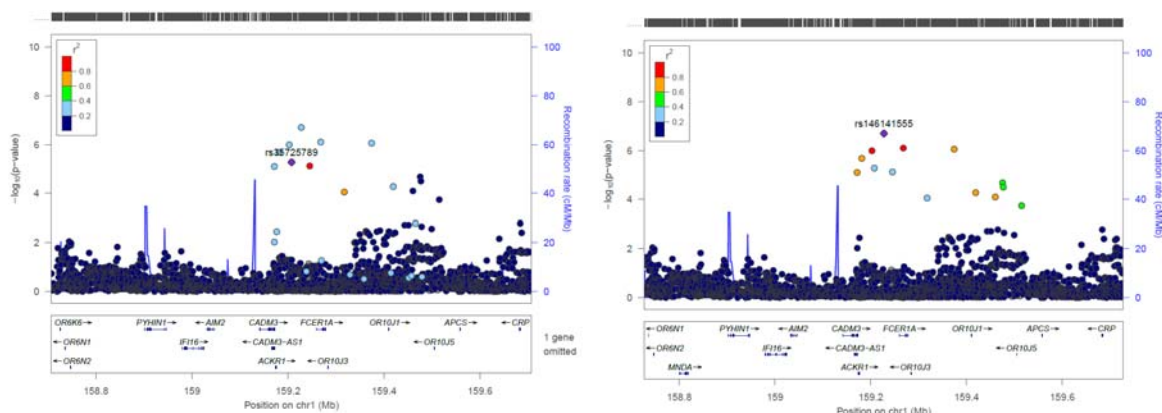 r²
0.8
0.6
0.4
0.2
10
8
6
4
2
0
−log10(p−value)
100
80
60
40
20
0
Recombination rate (cM/Mb)
rs35725789
OR6K6→ PYHIN1→ ←AIM2 CADM3→ FCER1A→ OR10J1→ APCS→ CRP→
←OR6N1 IFI16→ ←CADM3−AS1 ←OR10J5
←OR6N2 ACKR1→ ←OR10J3
1 gene
omitted
158.8 159 159.2 159.4 159.6
Position on chr1 (Mb)
r²
0.8
0.6
0.4
0.2
10
8
6
4
2
0
−log10(p−value)
100
80
60
40
20
0
Recombination rate (cM/Mb)
rs146141555
←OR6N1 PYHIN1→ ←AIM2 CADM3→ FCER1A→ OR10J1→ APCS→ ←CRP
←OR6N2 IFI16→ ←CADM3−AS1 ←OR10J5
MNDA→ ACKR1→ ←OR10J3
158.8 159 159.2 159.4 159.6
Position on chr1 (Mb)